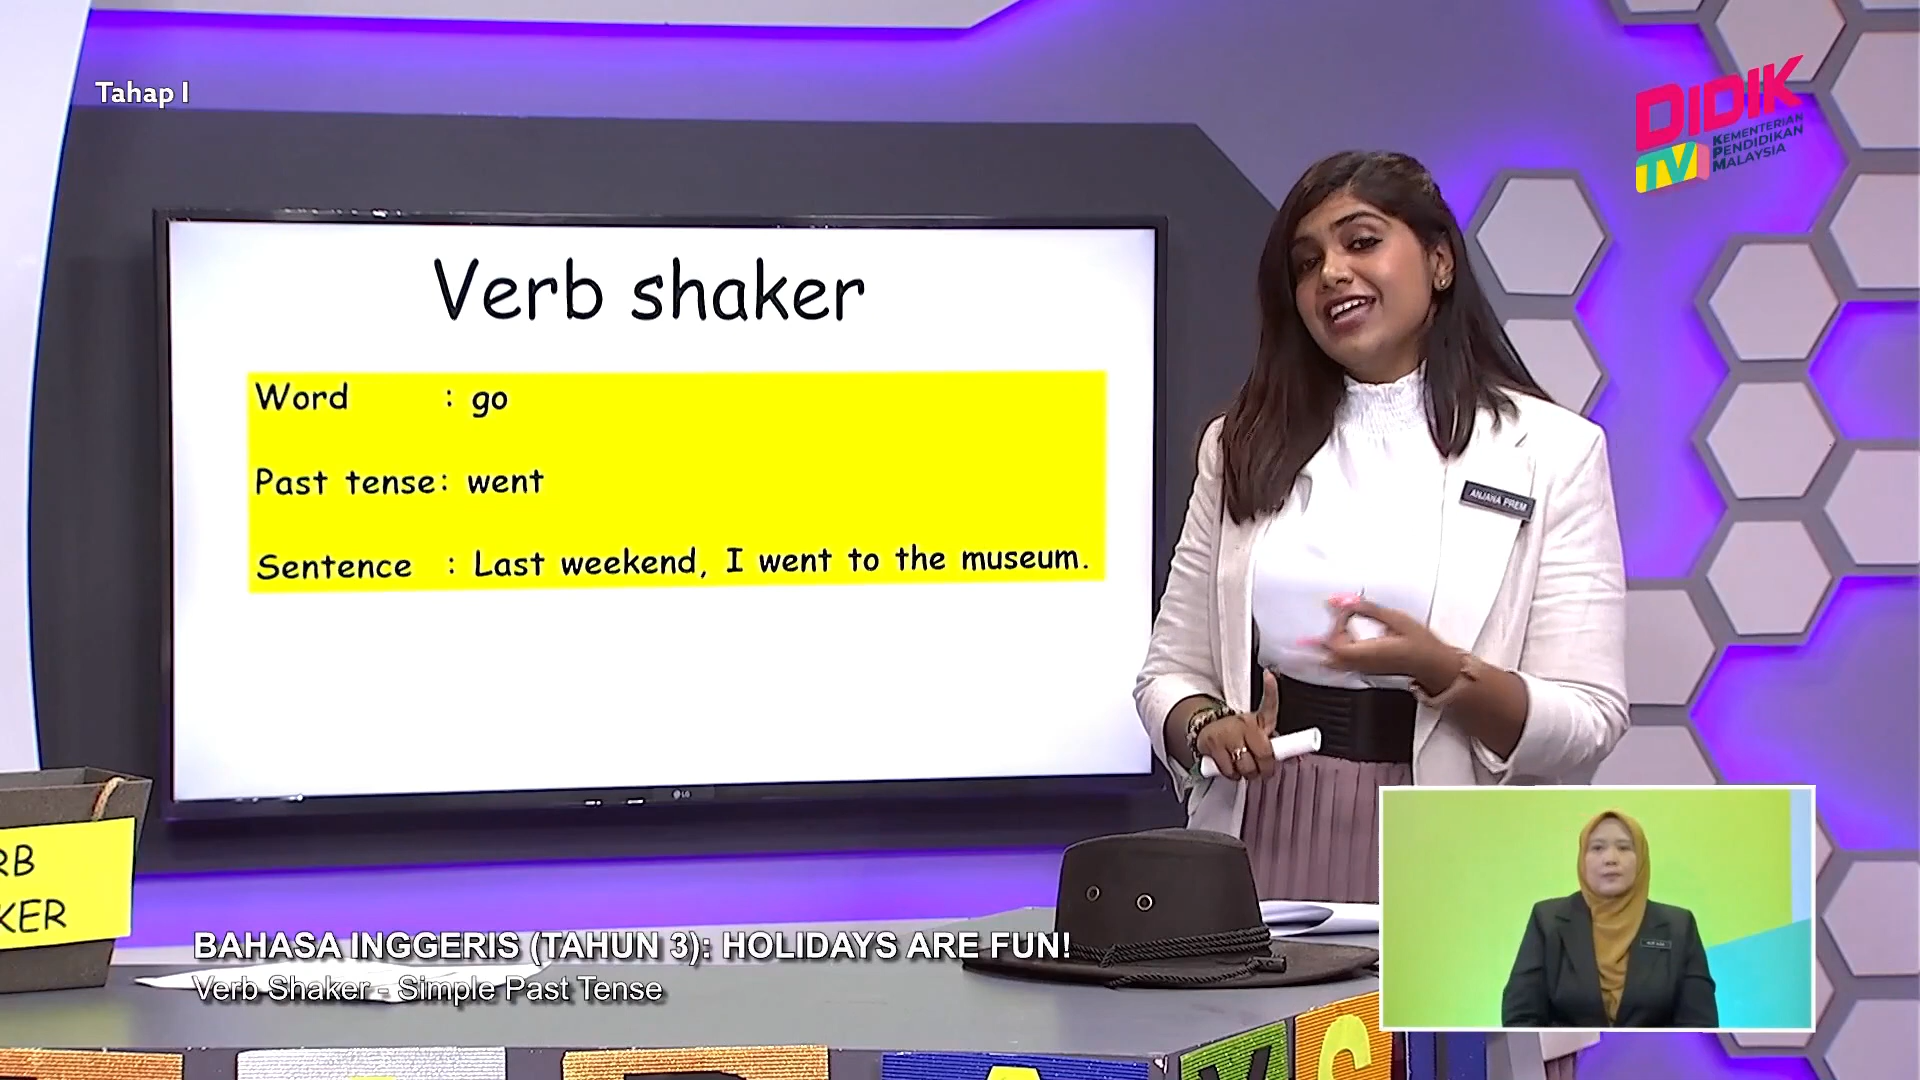 Tahap I
DIDIK
TV
KEMENTERIAN
PENDIDIKAN
MALAYSIA
Verb shaker
Word : go
Past tense : went
Sentence : Last weekend, I went to the museum.
ANJANA PREM
RB
KER
BAHASA INGGERIS (TAHUN 3): HOLIDAYS ARE FUN!
Verb Shaker - Simple Past Tense
LG